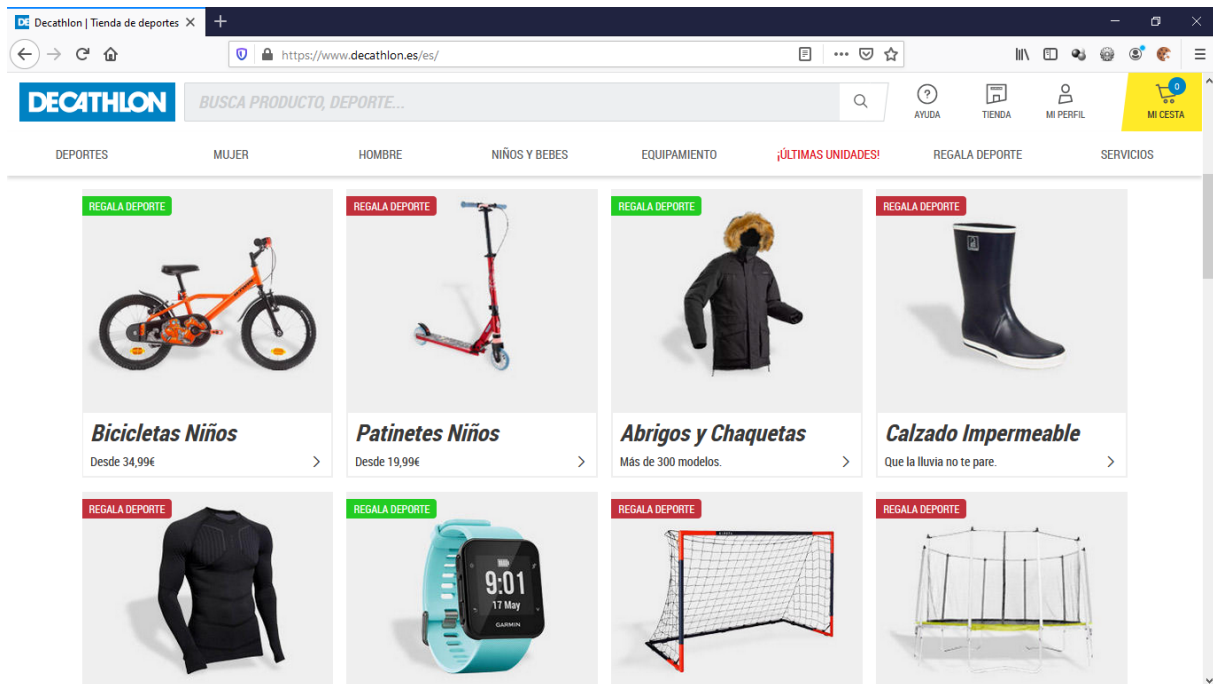 Decathlon | Tienda de deportes
https://www.decathlon.es/es/
DECATHLON
BUSCA PRODUCTO, DEPORTE...
AYUDA
TIENDA
MI PERFIL
0
MI CESTA
DEPORTES
MUJER
HOMBRE
NIÑOS Y BEBES
EQUIPAMIENTO
¡ÚLTIMAS UNIDADES!
REGALA DEPORTE
SERVICIOS
REGALA DEPORTE
REGALA DEPORTE
REGALA DEPORTE
REGALA DEPORTE
Bicicletas Niños
Desde 34,99€
Patinetes Niños
Desde 19,99€
Abrigos y Chaquetas
Más de 300 modelos.
Calzado Impermeable
Que la lluvia no te pare.
REGALA DEPORTE
REGALA DEPORTE
9:01
17 May
GARMIN
REGALA DEPORTE
REGALA DEPORTE